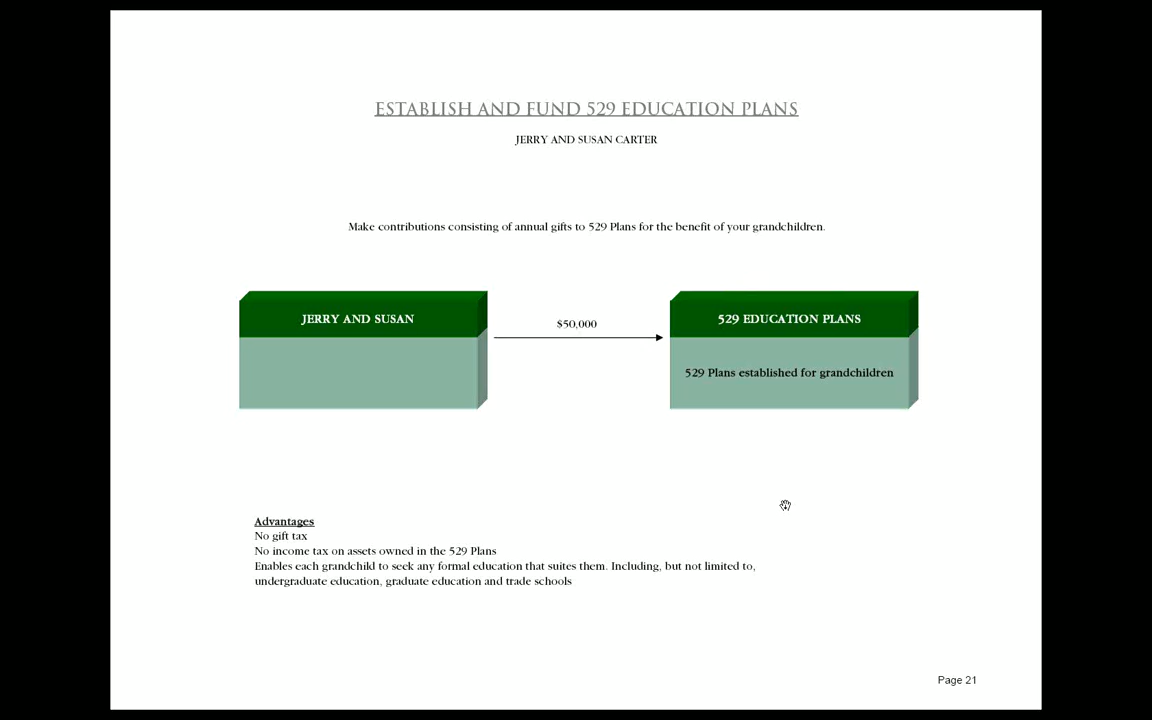 ESTABLISH AND FUND 529 EDUCATION PLANS
JERRY AND SUSAN CARTER
Make contributions consisting of annual gifts to 529 Plans for the benefit of your grandchildren.
JERRY AND SUSAN
$50,000
529 EDUCATION PLANS
529 Plans established for grandchildren
Advantages
No gift tax
No income tax on assets owned in the 529 Plans
Enables each grandchild to seek any formal education that suites them. Including, but not limited to,
undergraduate education, graduate education and trade schools
Page 21